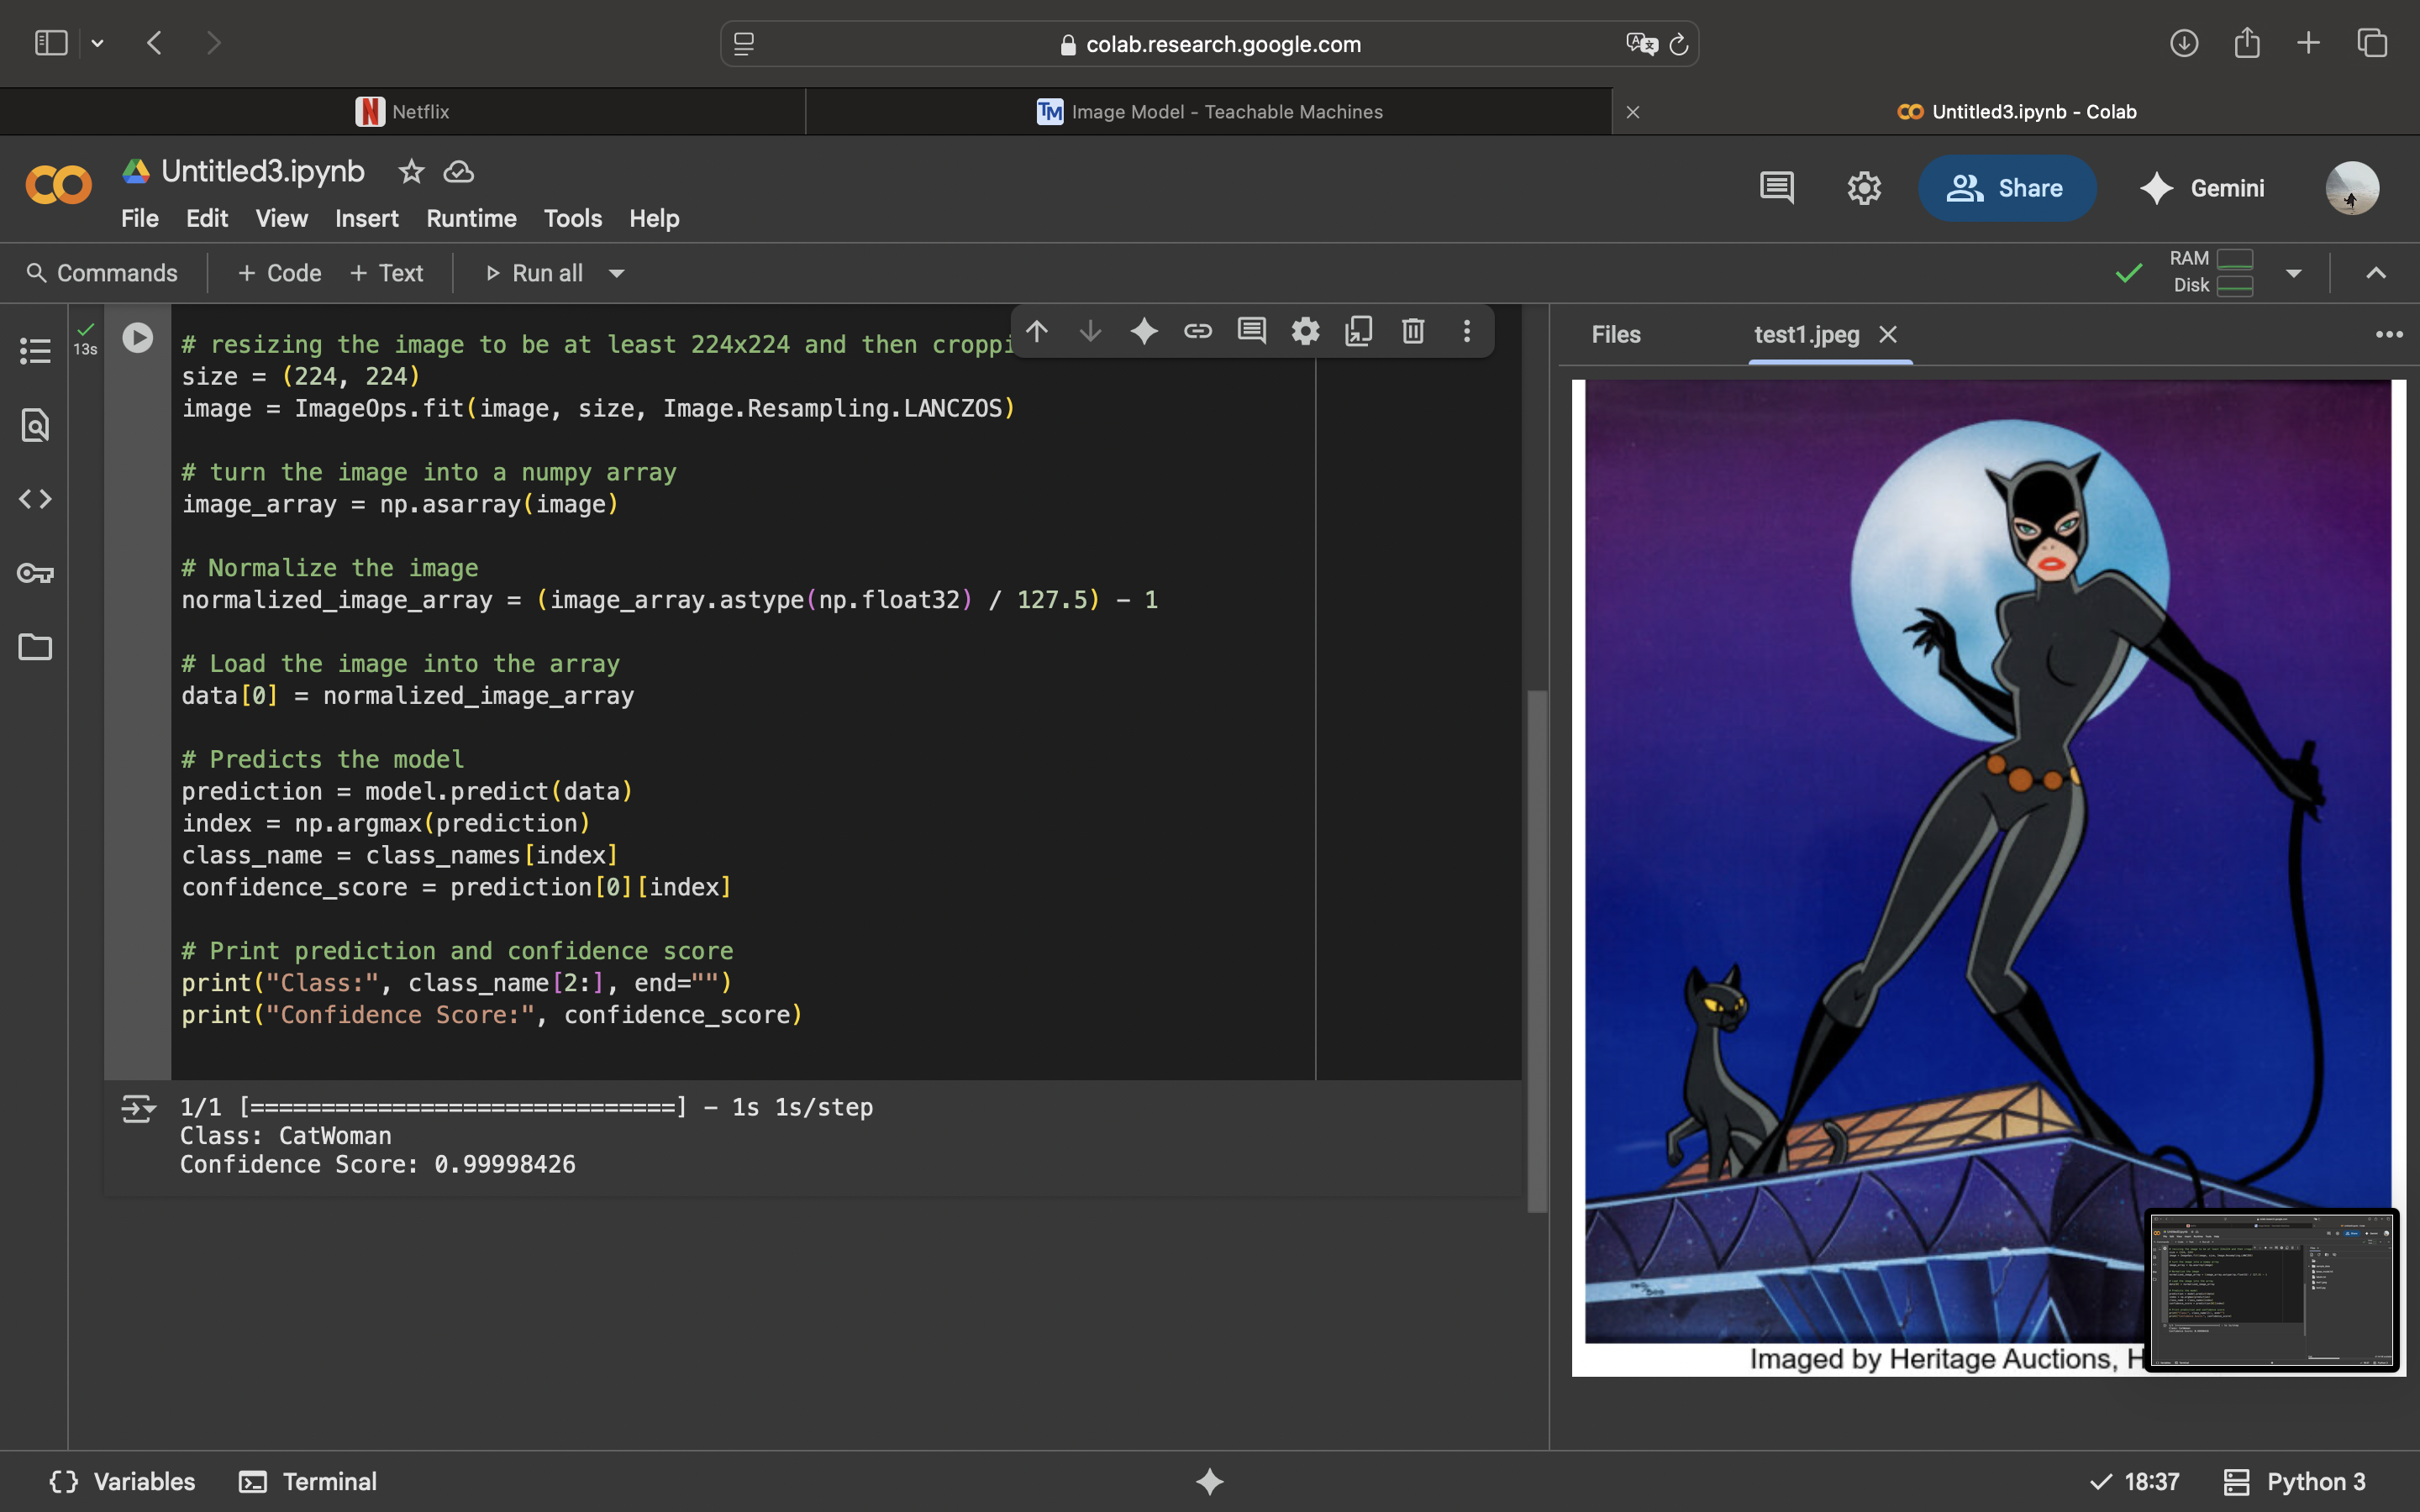 colab.research.google.com
Netflix
TM Image Model - Teachable Machines
Untitled3.ipynb - Colab
Untitled3.ipynb
Share
Gemini
File Edit View Insert Runtime Tools Help
Commands
+ Code + Text
Run all
RAM
Disk
13s
# resizing the image to be at least 224x224 and then
size = (224, 224)
image = ImageOps.fit(image, size, Image.Resampling.LANCZOS)
# turn the image into a numpy array
image_array = np.asarray(image)
# Normalize the image
normalized_image_array = (image_array.astype(np.float32) / 127.5) - 1
# Load the image into the array
data[0] = normalized_image_array
# Predicts the model
prediction = model.predict(data)
index = np.argmax(prediction)
class_name = class_names[index]
confidence_score = prediction[0][index]
# Print prediction and confidence score
print("Class:", class_name[2:], end="")
print("Confidence Score:", confidence_score)
1/1 [==============================] - 1s 1s/step
Class: CatWoman
Confidence Score: 0.99998426
Files
test1.jpeg
Imaged by Heritage Auctions,
Variables
Terminal
18:37
Python 3